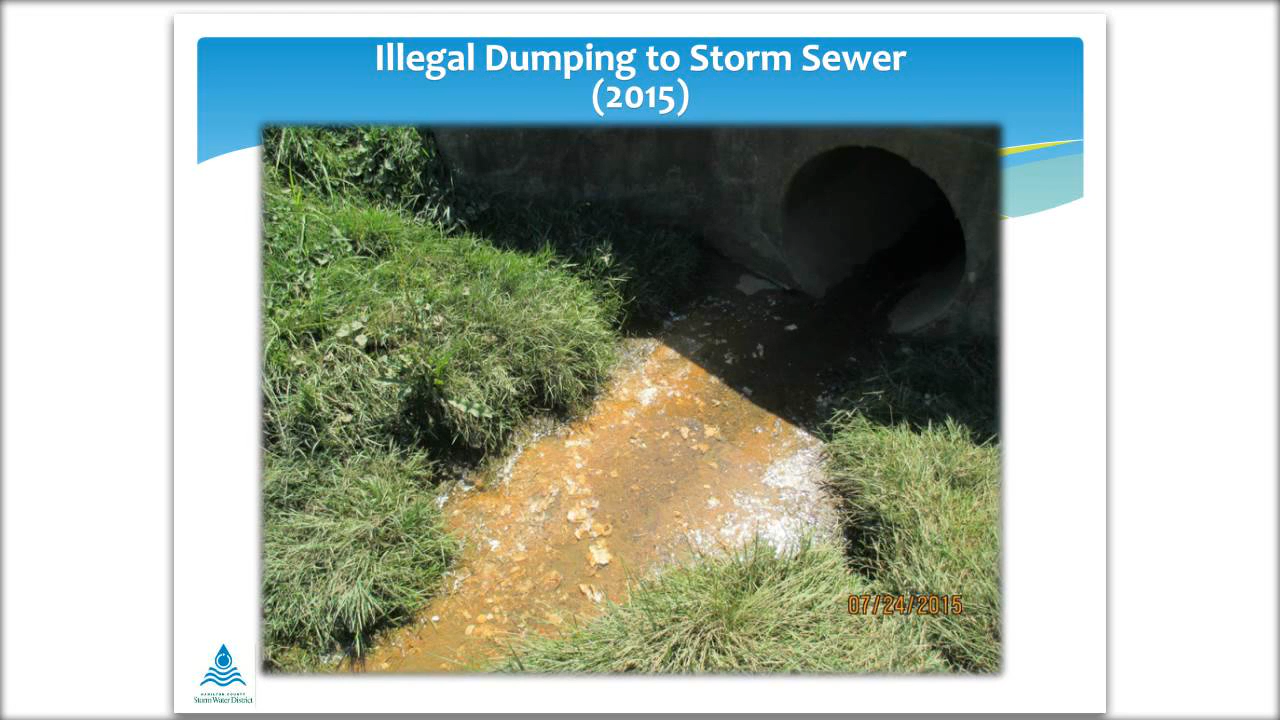 Illegal Dumping to Storm Sewer
(2015)
07/24/2015
HAMILTON COUNTY
Storm Water District